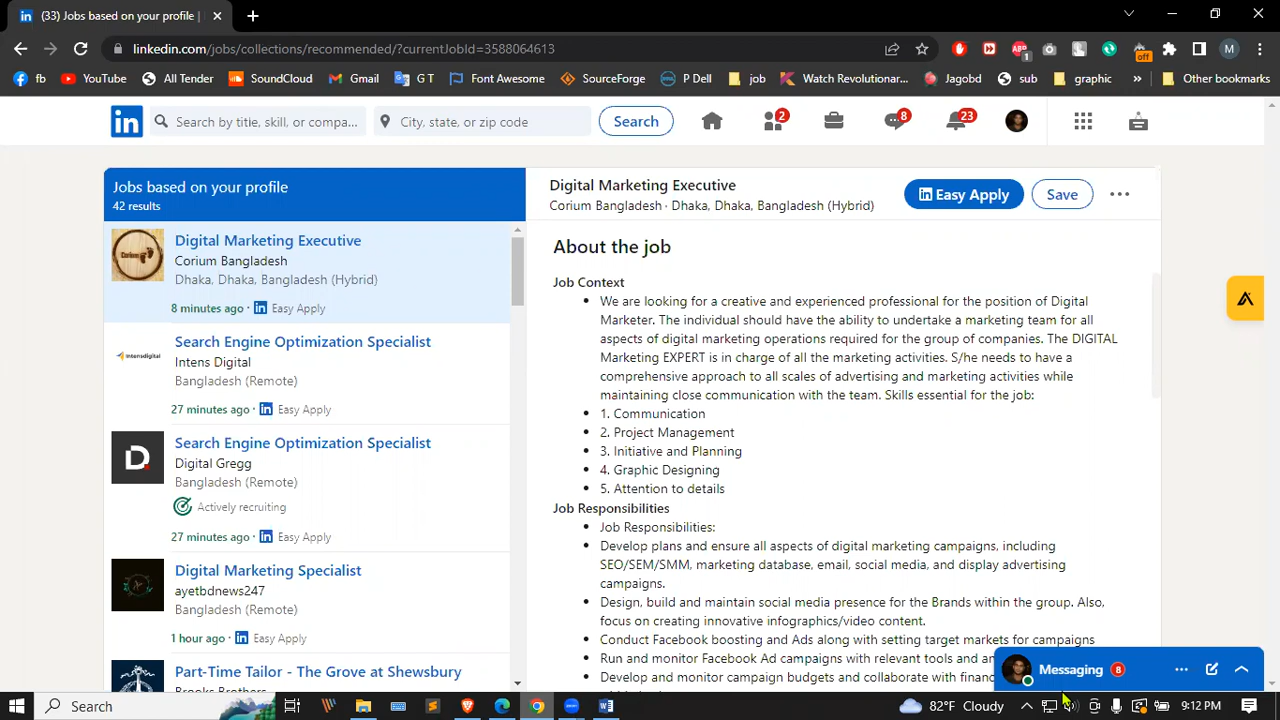 (33) Jobs based on your profile |
linkedin.com/jobs/collections/recommended/?currentJobId=3588064613
1
off
M
fb
YouTube
All Tender
SoundCloud
Gmail
GT
Font Awesome
SourceForge
P Dell
job
Watch Revolutionar...
Jagobd
sub
graphic
»
Other bookmarks
in
Search by title, skill, or compa...
City, state, or zip code
Search
2
8
23
Jobs based on your profile
42 results
Digital Marketing Executive
Corium Bangladesh
Dhaka, Dhaka, Bangladesh (Hybrid)
8 minutes ago · in Easy Apply
Intensdigital
Search Engine Optimization Specialist
Intens Digital
Bangladesh (Remote)
27 minutes ago · in Easy Apply
D.
Search Engine Optimization Specialist
Digital Gregg
Bangladesh (Remote)
Actively recruiting
27 minutes ago · in Easy Apply
Digital Marketing Specialist
ayetbdnews247
Bangladesh (Remote)
1 hour ago · in Easy Apply
Part-Time Tailor - The Grove at Shewsbury
Brooks Brothers
Digital Marketing Executive
Corium Bangladesh · Dhaka, Dhaka, Bangladesh (Hybrid)
in Easy Apply
Save
About the job
Job Context
• We are looking for a creative and experienced professional for the position of Digital
Marketer. The individual should have the ability to undertake a marketing team for all
aspects of digital marketing operations required for the group of companies. The DIGITAL
Marketing EXPERT is in charge of all the marketing activities. S/he needs to have a
comprehensive approach to all scales of advertising and marketing activities while
maintaining close communication with the team. Skills essential for the job:
• 1. Communication
• 2. Project Management
• 3. Initiative and Planning
• 4. Graphic Designing
• 5. Attention to details
Job Responsibilities
• Job Responsibilities:
• Develop plans and ensure all aspects of digital marketing campaigns, including
SEO/SEM/SMM, marketing database, email, social media, and display advertising
campaigns.
• Design, build and maintain social media presence for the Brands within the group. Also,
focus on creating innovative infographics/video content.
• Conduct Facebook boosting and Ads along with setting target markets for campaigns
• Run and monitor Facebook Ad campaigns with relevant tools and
• Develop and monitor campaign budgets and collaborate with
Messaging
8
Search
82°F Cloudy
9:12 PM